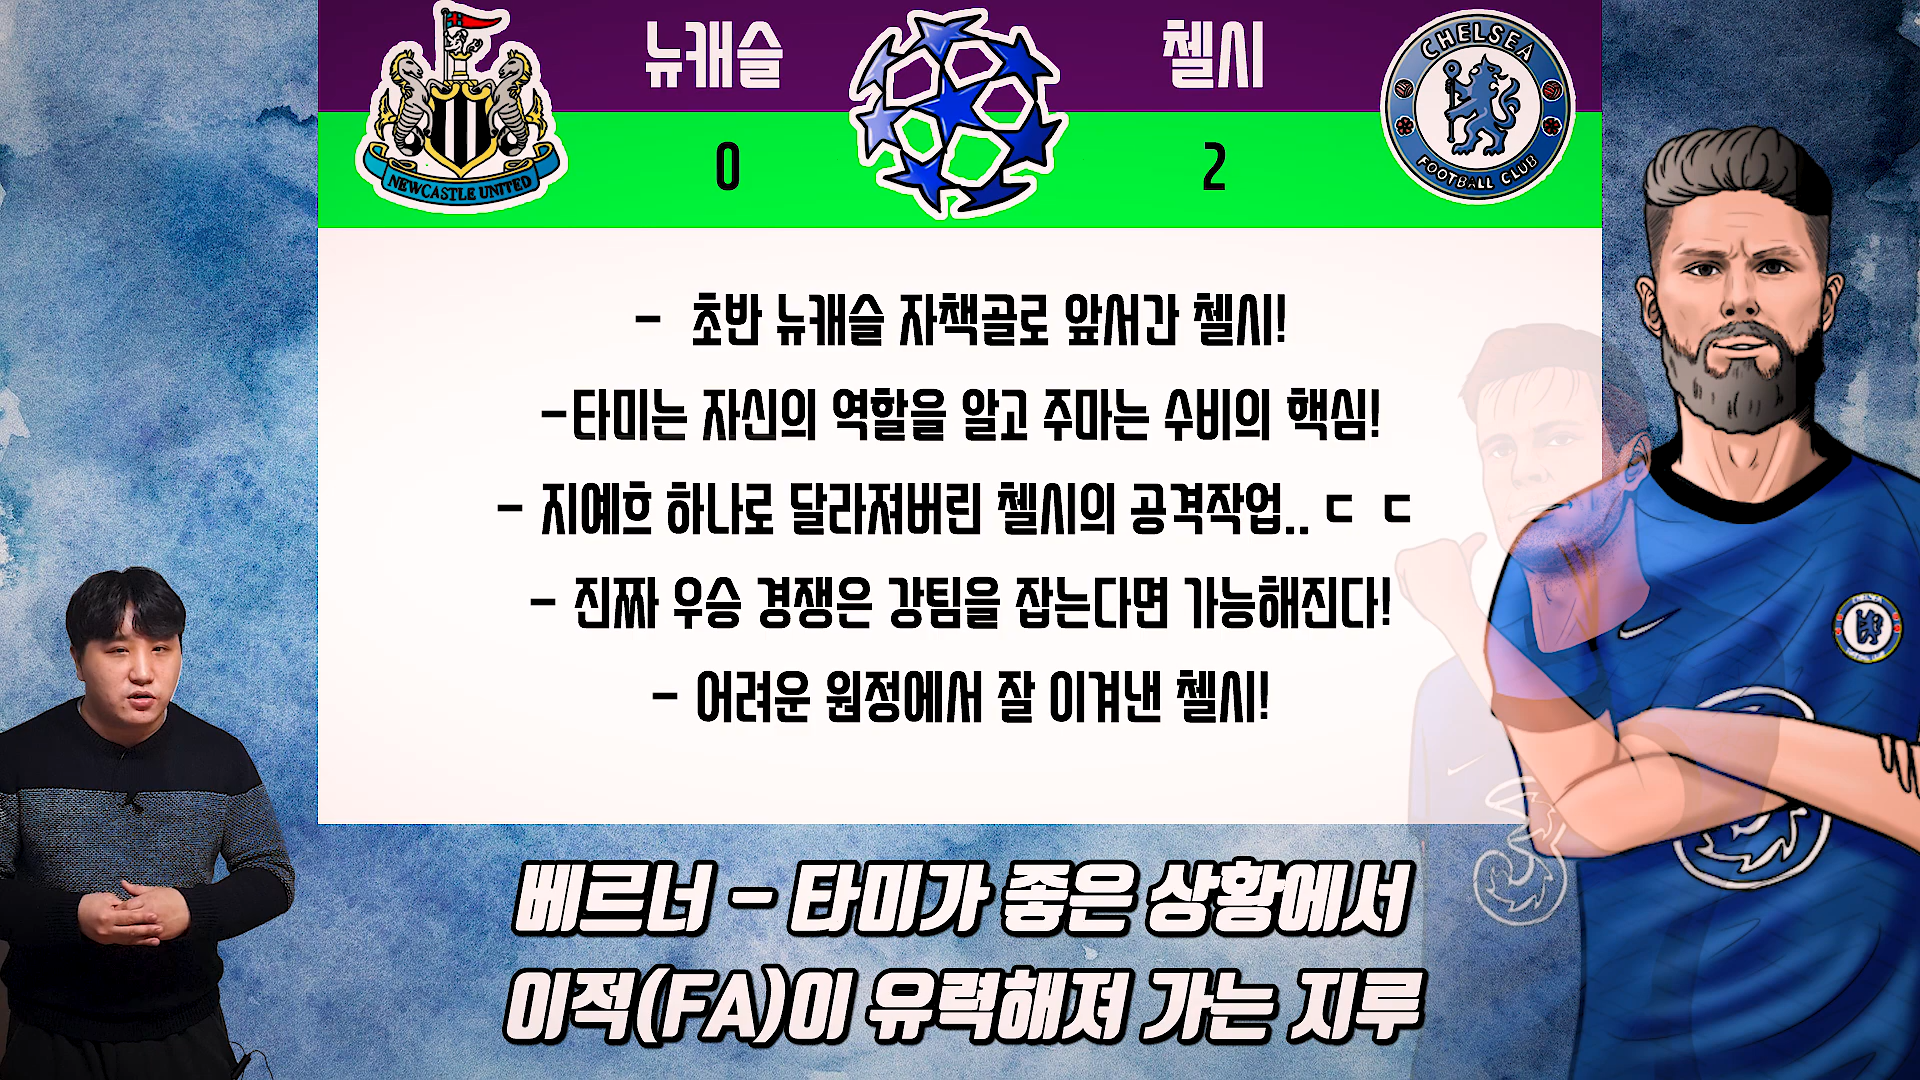 뉴캐슬
첼시
0
2
NEWCASTLE UNITED
CHELSEA
FOOTBALL CLUB
- 초반 뉴캐슬 자책골로 앞서간 첼시!
-타미는 자신의 역할을 알고 주마는 수비의 핵심!
- 지예흐 하나로 달라져버린 첼시의 공격작업.. ㄷ ㄷ
- 진짜 우승 경쟁은 강팀을 잡는다면 가능해진다!
- 어려운 원정에서 잘 이겨낸 첼시!
3
베르너 - 타미가 좋은 상황에서
이적(FA)이 유력해져 가는 지루